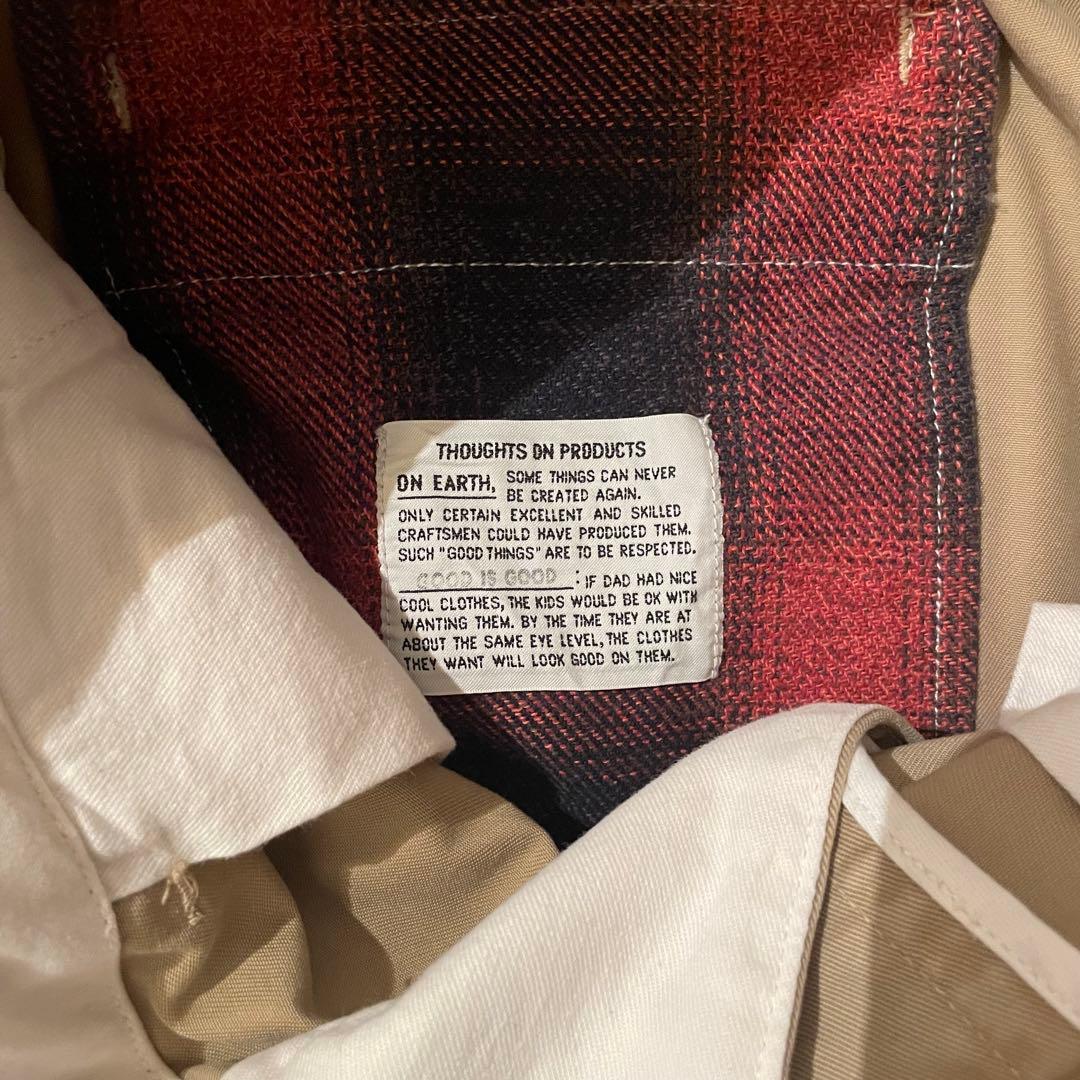 THOUGHTS ON PRODUCTS
ON EARTH, SOME THINGS CAN NEVER
BE CREATED AGAIN.
ONLY CERTAIN EXCELLENT AND SKILLED
CRAFTSMEN COULD HAVE PRODUCED THEM.
SUCH "GOOD THINGS" ARE TO BE RESPECTED.
GOOD IS GOOD : IF DAD HAD NICE
COOL CLOTHES, THE KIDS WOULD BE OK WITH
WANTING THEM. BY THE TIME THEY ARE AT
ABOUT THE SAME EYE LEVEL, THE CLOTHES
THEY WANT WILL LOOK GOOD ON THEM.